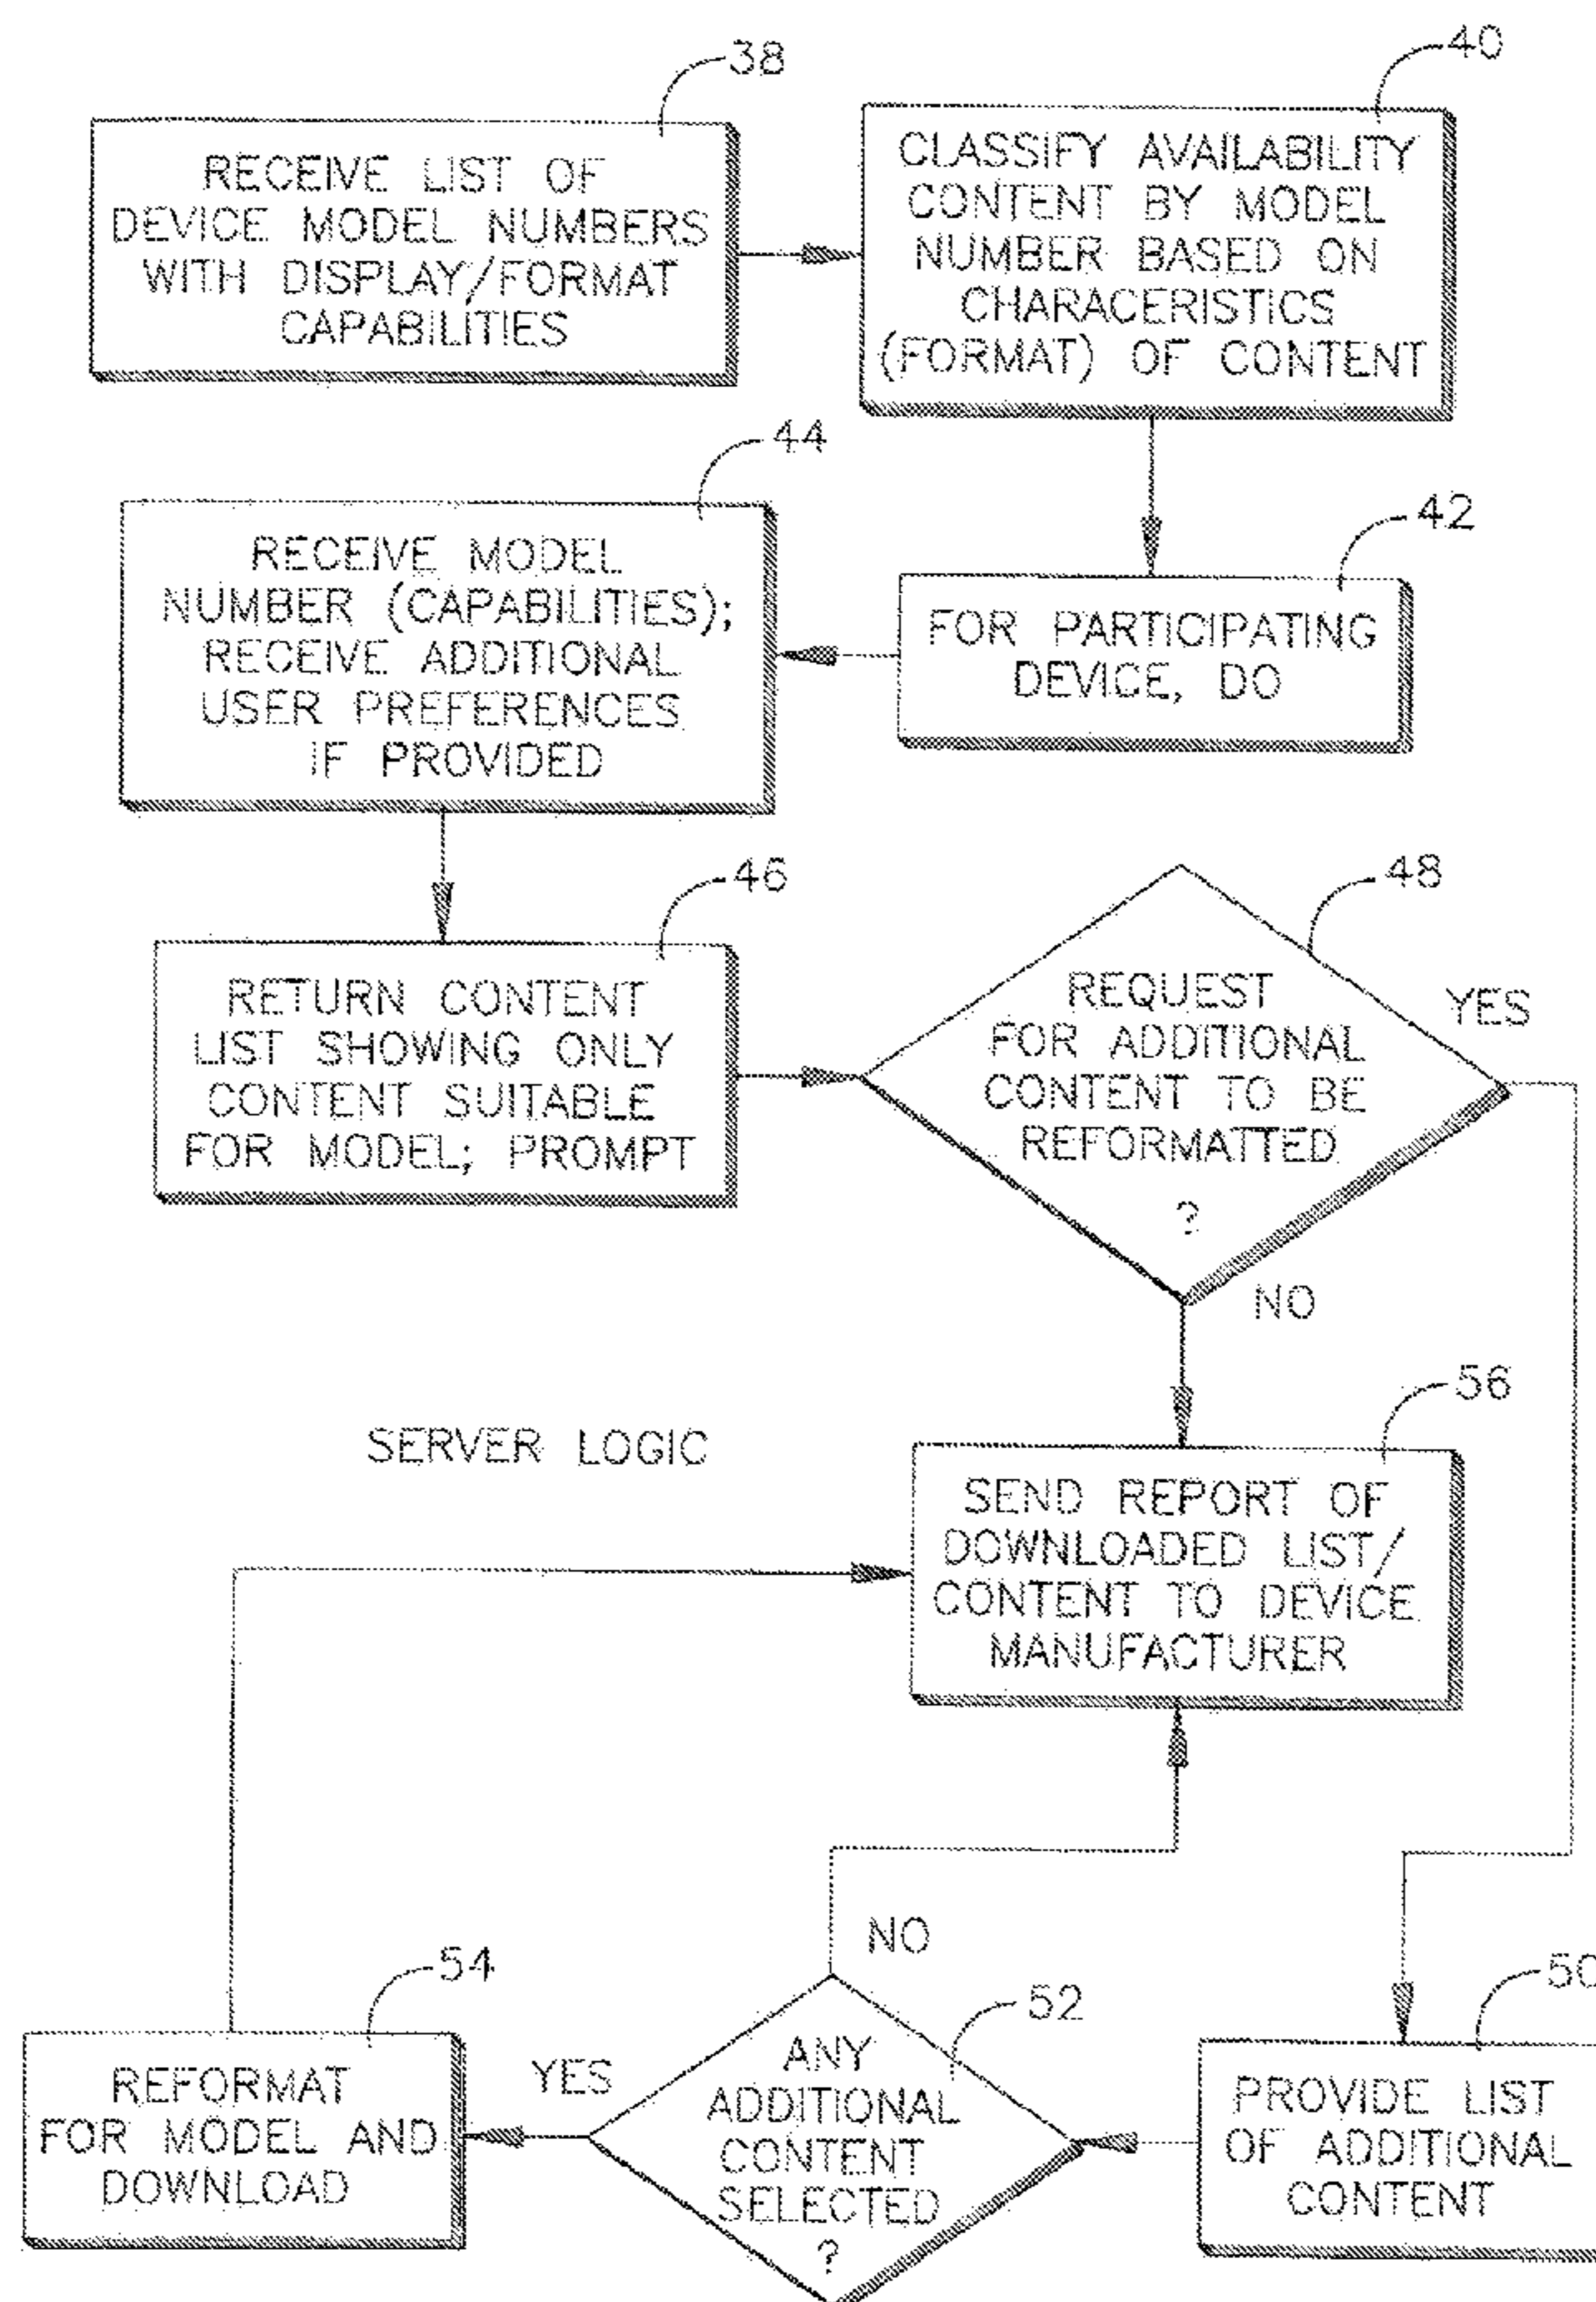 38
RECEIVE LIST OF
DEVICE MODEL NUMBERS
WITH DISPLAY/FORMAT
CAPABILITIES
40
CLASSIFY AVAILABILITY
CONTENT BY MODEL
NUMBER BASED ON
CHARACERISTICS
(FORMAT) OF CONTENT
42
FOR PARTICIPATING
DEVICE, DO
44
RECEIVE MODEL
NUMBER (CAPABILITIES);
RECEIVE ADDITIONAL
USER PREFERENCES
IF PROVIDED
46
RETURN CONTENT
LIST SHOWING ONLY
CONTENT SUITABLE
FOR MODEL; PROMPT
48
REQUEST
FOR ADDITIONAL
CONTENT TO BE
REFORMATTED
?
YES
NO
56
SEND REPORT OF
DOWNLOADED LIST/
CONTENT TO DEVICE
MANUFACTURER
SERVER LOGIC
50
PROVIDE LIST
OF ADDITIONAL
CONTENT
52
ANY
ADDITIONAL
CONTENT
SELECTED
?
NO
YES
54
REFORMAT
FOR MODEL AND
DOWNLOAD